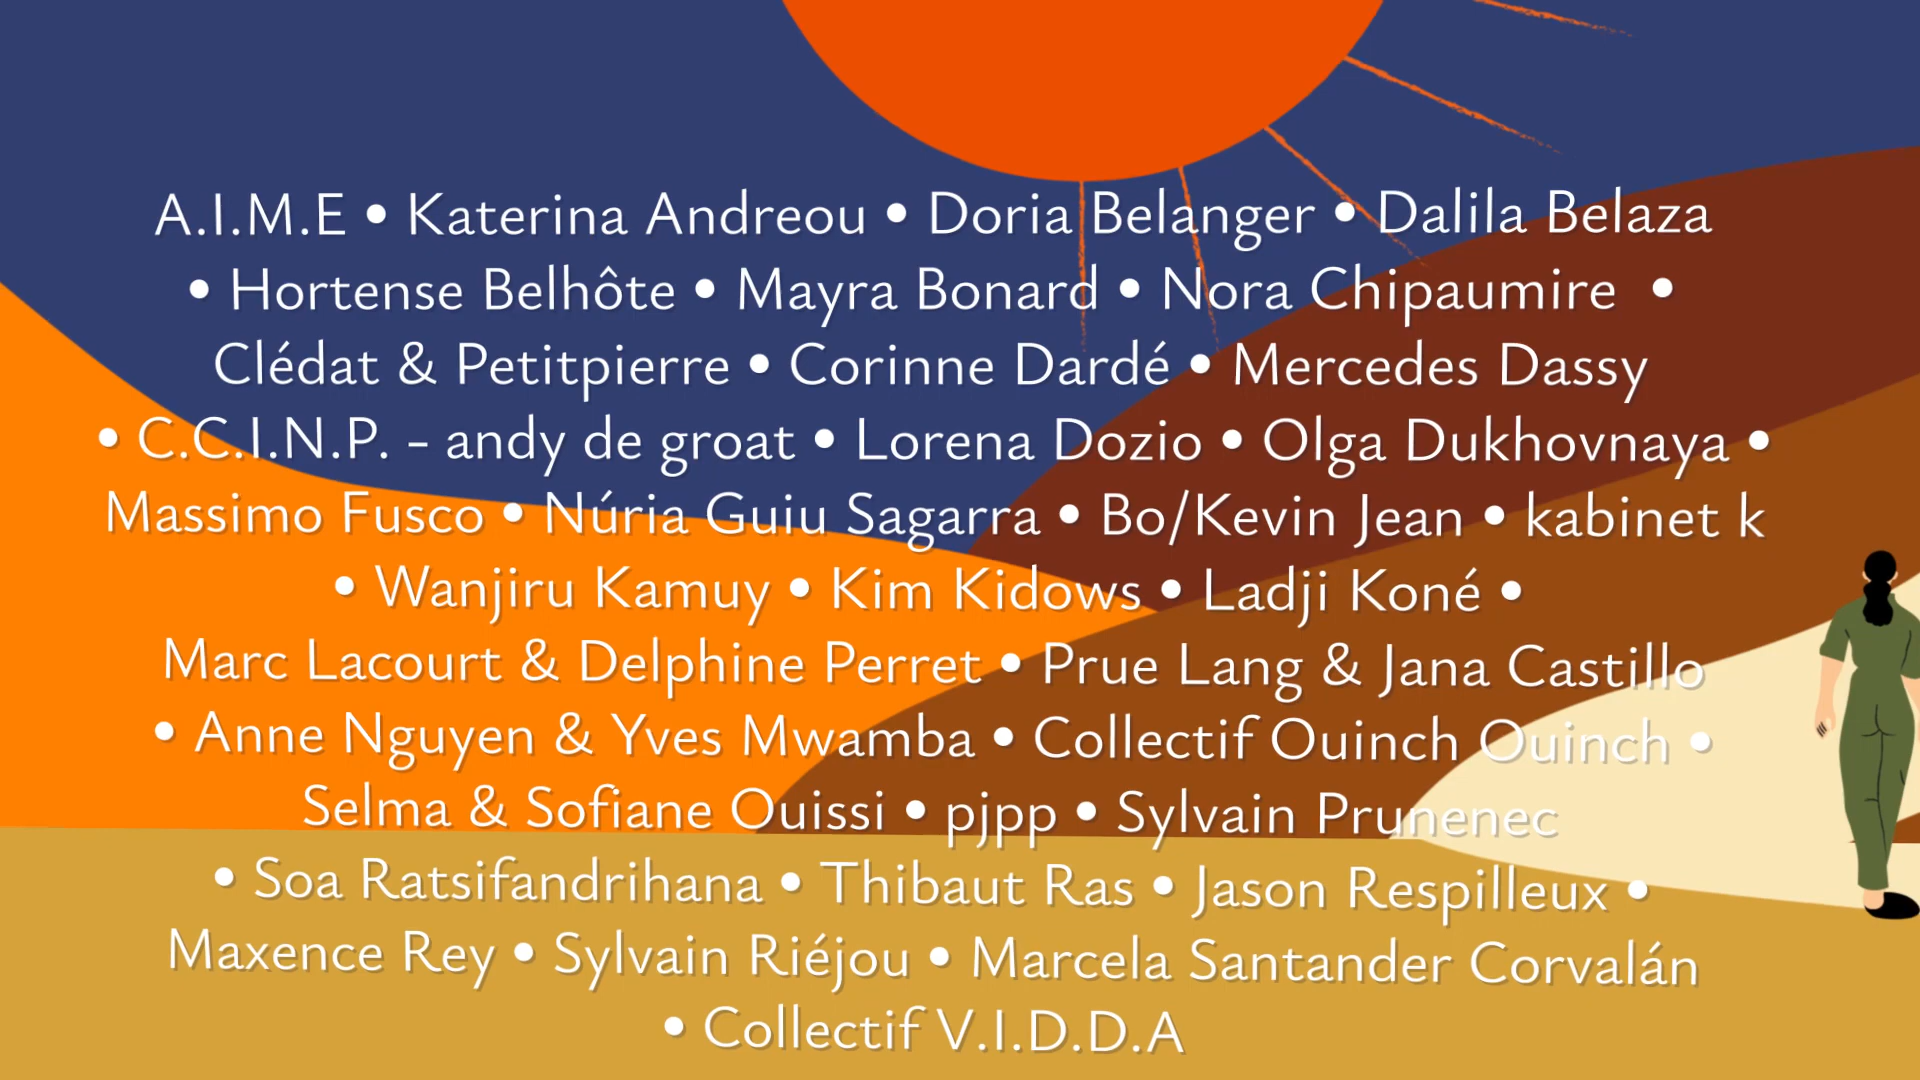 A.I.M.E • Katerina Andreou • Doria Belanger • Dalila Belaza
• Hortense Belhôte • Mayra Bonard • Nora Chipaumire •
Clédat & Petitpierre • Corinne Dardé • Mercedes Dassy
• C.C.I.N.P. - andy de groat • Lorena Dozio • Olga Dukhovnaya •
Massimo Fusco • Núria Guiu Sagarra • Bo/Kevin Jean • kabinet k
• Wanjiru Kamuy • Kim Kidows • Ladji Koné •
Marc Lacourt & Delphine Perret • Prue Lang & Jana Castillo
• Anne Nguyen & Yves Mwamba • Collectif Ouinch Ouinch •
Selma & Sofiane Ouissi • pjpp • Sylvain Prunenec
• Soa Ratsifandrihana • Thibaut Ras • Jason Respilleux •
Maxence Rey • Sylvain Riéjou • Marcela Santander Corvalán
• Collectif V.I.D.D.A